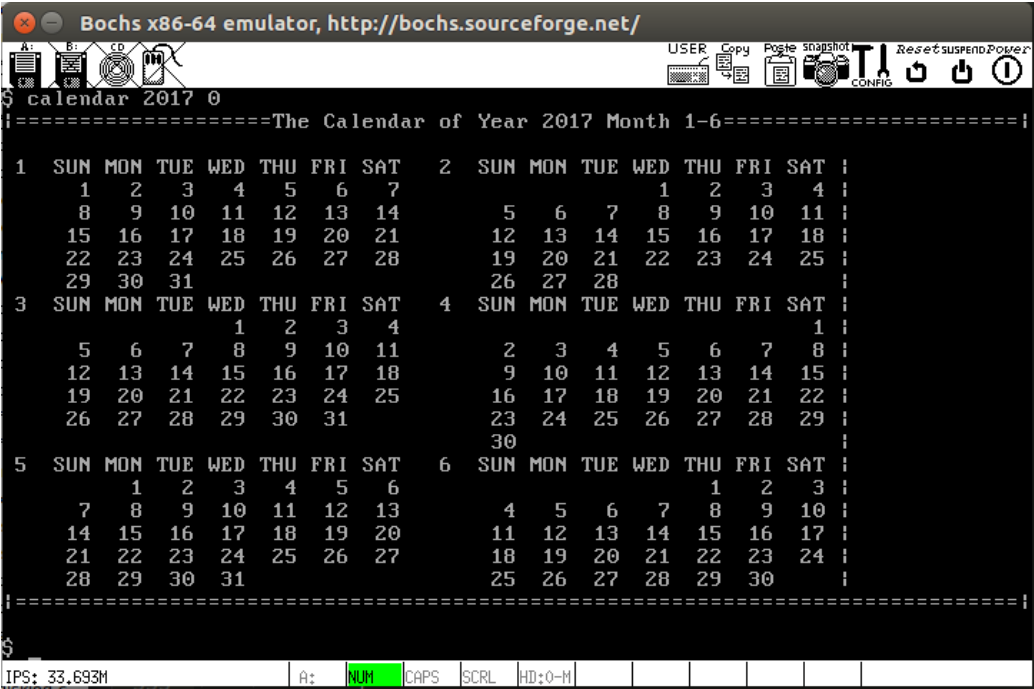 Bochs x86-64 emulator, http://bochs.sourceforge.net/
A: B: CD USER Copy Paste snapshot CONFIG Reset SUSPEND Power
$ calendar 2017 0
|====================The Calendar of Year 2017 Month 1-6=======================|
1 SUN MON TUE WED THU FRI SAT 2 SUN MON TUE WED THU FRI SAT |
1 2 3 4 5 6 7 1 2 3 4 |
8 9 10 11 12 13 14 5 6 7 8 9 10 11 |
15 16 17 18 19 20 21 12 13 14 15 16 17 18 |
22 23 24 25 26 27 28 19 20 21 22 23 24 25 |
29 30 31 26 27 28 |
3 SUN MON TUE WED THU FRI SAT 4 SUN MON TUE WED THU FRI SAT |
1 2 3 4 1 |
5 6 7 8 9 10 11 2 3 4 5 6 7 8 |
12 13 14 15 16 17 18 9 10 11 12 13 14 15 |
19 20 21 22 23 24 25 16 17 18 19 20 21 22 |
26 27 28 29 30 31 23 24 25 26 27 28 29 |
30 |
5 SUN MON TUE WED THU FRI SAT 6 SUN MON TUE WED THU FRI SAT |
1 2 3 4 5 6 1 2 3 |
7 8 9 10 11 12 13 4 5 6 7 8 9 10 |
14 15 16 17 18 19 20 11 12 13 14 15 16 17 |
21 22 23 24 25 26 27 18 19 20 21 22 23 24 |
28 29 30 31 25 26 27 28 29 30 |
|==============================================================================|
$ _
IPS: 33.693M A: NUM CAPS SCRL HD:0-M